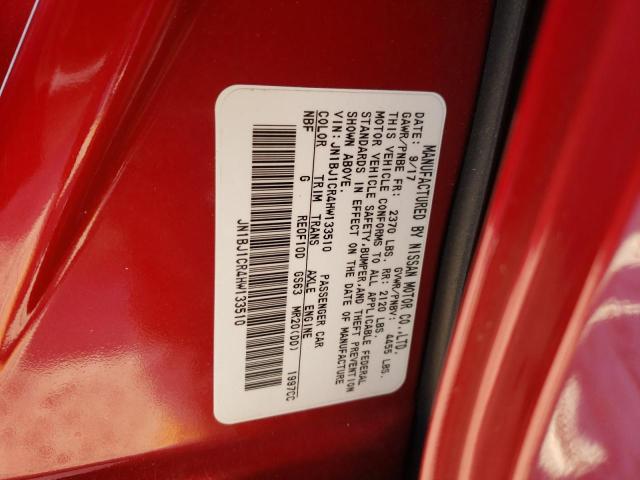 MANUFACTURED BY NISSAN MOTOR CO.,LTD.
DATE: 9/17 GVWR/PNBV: 4455 LBS.
GAWR/PNBE FR: 2370 LBS. RR: 2120 LBS.
THIS VEHICLE CONFORMS TO ALL APPLICABLE FEDERAL
MOTOR VEHICLE SAFETY,BUMPER,AND THEFT PREVENTION
STANDARDS IN EFFECT ON THE DATE OF MANUFACTURE
SHOWN ABOVE.
VIN: JN1BJ1CR4HW133510 PASSENGER CAR
COLOR TRIM TRANS AXLE ENGINE
NBF G RE0F10D GS63 MR20(DD) 1997CC
JN1BJ1CR4HW133510